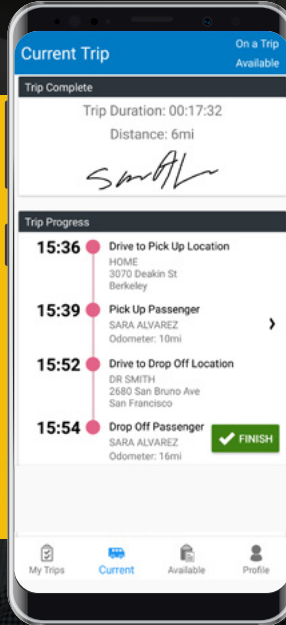 Current Trip
On a Trip
Available
Trip Complete
Trip Duration: 00:17:32
Distance: 6mi
Trip Progress
15:36 Drive to Pick Up Location
HOME
3070 Deakin St
Berkeley
15:39 Pick Up Passenger
SARA ALVAREZ
Odometer: 10mi
15:52 Drive to Drop Off Location
DR SMITH
2680 San Bruno Ave
San Francisco
15:54 Drop Off Passenger
SARA ALVAREZ
Odometer: 16mi
FINISH
My Trips Current Available Profile